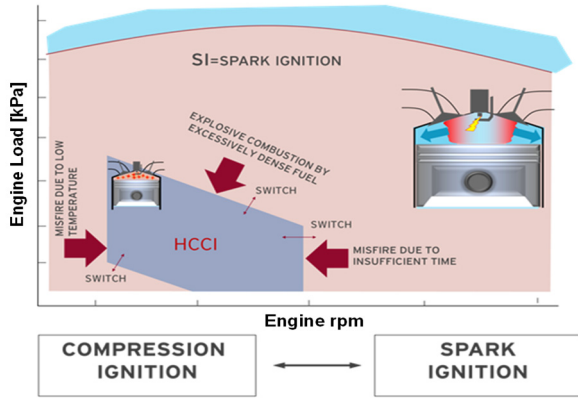 SI=SPARK IGNITION
Engine Load [kPa]
EXPLOSIVE COMBUSTION BY
EXCESSIVELY DENSE FUEL
MISFIRE DUE TO LOW
TEMPERATURE
SWITCH
SWITCH
HCCI
MISFIRE DUE TO
INSUFFICIENT TIME
SWITCH
Engine rpm
COMPRESSION
IGNITION
SPARK
IGNITION